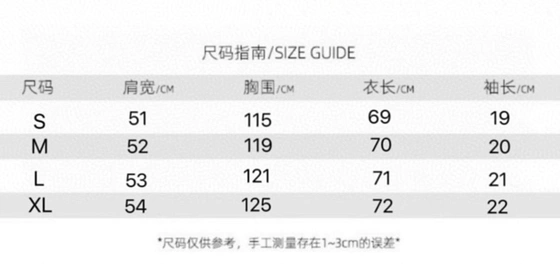 尺码指南/SIZE GUIDE
尺码 肩宽/CM 胸围/CM 衣长/CM 袖长/CM
S 51 115 69 19
M 52 119 70 20
L 53 121 71 21
XL 54 125 72 22
*尺码仅供参考，手工测量存在1~3cm的误差*